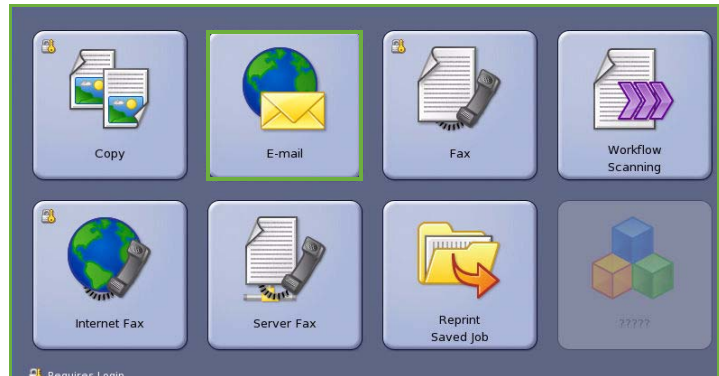 Copy
E-mail
Fax
Workflow
Scanning
Internet Fax
Server Fax
Reprint
Saved Job
?????
Requires Login